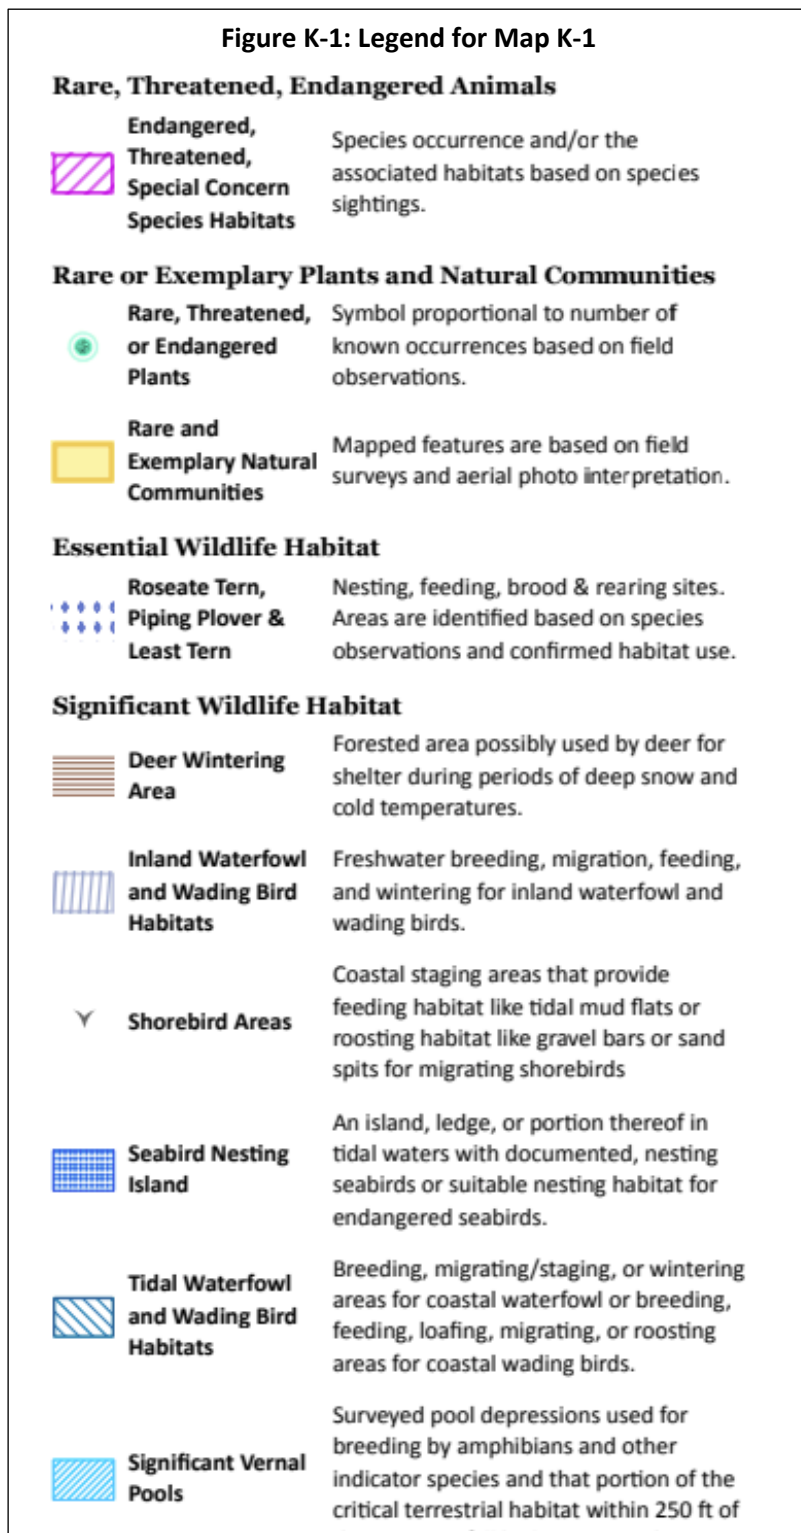 Figure K-1: Legend for Map K-1
Rare, Threatened, Endangered Animals
Endangered,
Threatened,
Special Concern
Species Habitats
Species occurrence and/or the
associated habitats based on species
sightings.
Rare or Exemplary Plants and Natural Communities
Rare, Threatened,
or Endangered
Plants
Symbol proportional to number of
known occurrences based on field
observations.
Rare and
Exemplary Natural
Communities
Mapped features are based on field
surveys and aerial photo interpretation.
Essential Wildlife Habitat
Roseate Tern,
Piping Plover &
Least Tern
Nesting, feeding, brood & rearing sites.
Areas are identified based on species
observations and confirmed habitat use.
Significant Wildlife Habitat
Deer Wintering
Area
Forested area possibly used by deer for
shelter during periods of deep snow and
cold temperatures.
Inland Waterfowl
and Wading Bird
Habitats
Freshwater breeding, migration, feeding,
and wintering for inland waterfowl and
wading birds.
Shorebird Areas
Coastal staging areas that provide
feeding habitat like tidal mud flats or
roosting habitat like gravel bars or sand
spits for migrating shorebirds
Seabird Nesting
Island
An island, ledge, or portion thereof in
tidal waters with documented, nesting
seabirds or suitable nesting habitat for
endangered seabirds.
Tidal Waterfowl
and Wading Bird
Habitats
Breeding, migrating/staging, or wintering
areas for coastal waterfowl or breeding,
feeding, loafing, migrating, or roosting
areas for coastal wading birds.
Significant Vernal
Pools
Surveyed pool depressions used for
breeding by amphibians and other
indicator species and that portion of the
critical terrestrial habitat within 250 ft of